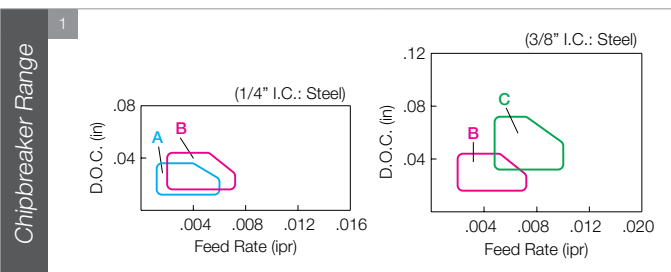 1
Chipbreaker Range
(1/4” I.C.: Steel)
.08
.04
D.O.C. (in)
A
B
.004 .008 .012 .016
Feed Rate (ipr)
(3/8” I.C.: Steel)
.12
.08
.04
D.O.C. (in)
C
B
.004 .008 .012 .020
Feed Rate (ipr)